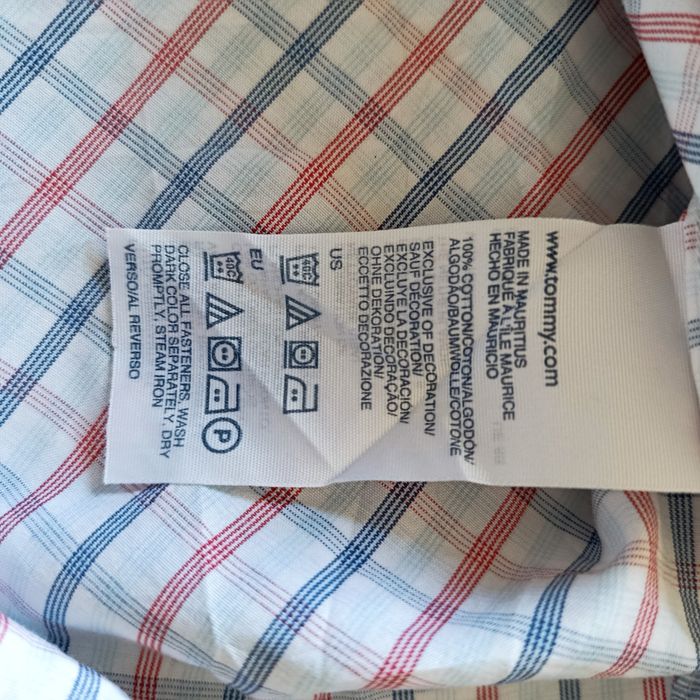 www.tommy.com
MADE IN MAURITIUS
FABRIQUÉ À L'ÎLE MAURICE
HECHO EN MAURICIO
100% COTTON/COTON/ALGODÓN/
ALGODÃO/BAUMWOLLE/COTONE
EXCLUSIVE OF DECORATION/
SAUF DÉCORATION/
EXCLUYE LA DECORACIÓN/
EXCLUINDO DECORAÇÃO/
OHNE DEKORATION/
ECCETTO DECORAZIONE
US
40C
EU
40C
P
CLOSE ALL FASTENERS, WASH
DARK COLOR SEPARATELY, DRY
PROMPTLY, STEAM IRON
VERSO/AL REVERSO